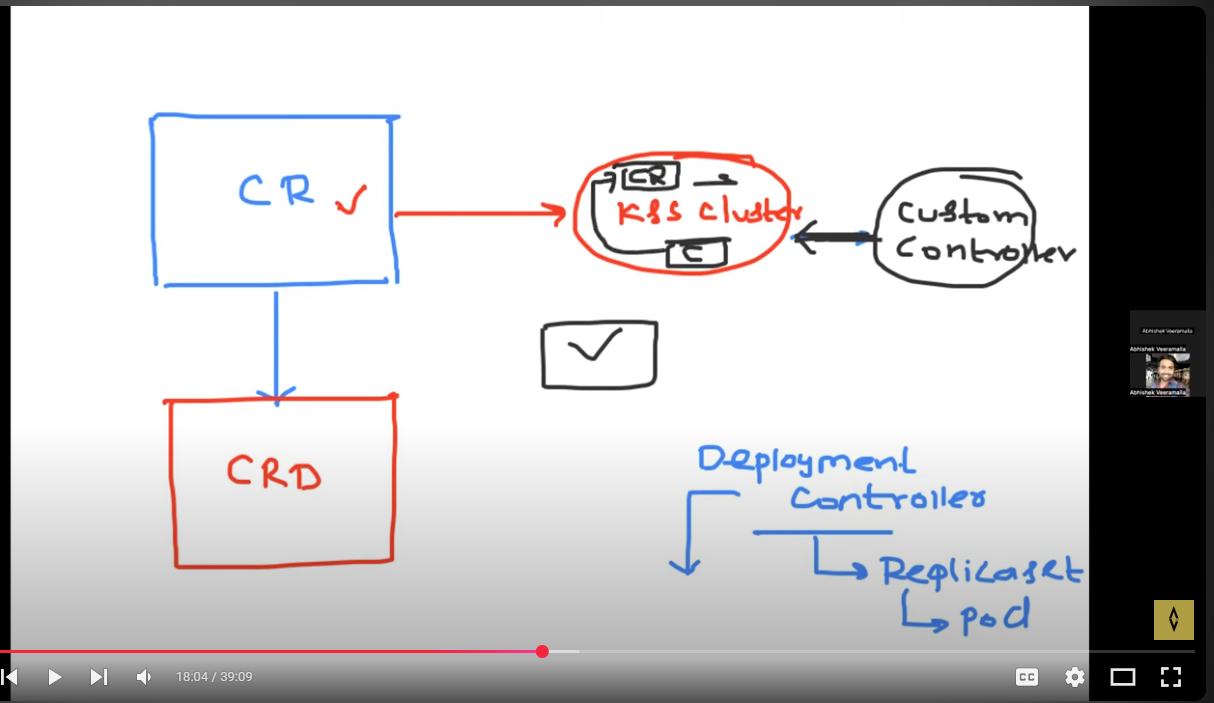 CR
CR
K8S Cluster
C
Custom
Controller
CRD
Deployment
Controller
Replicaset
pod
Abhishek Veeramalla
Abhishek Veeramalla
Abhishek Veeramalla
18:04 / 39:09
CC